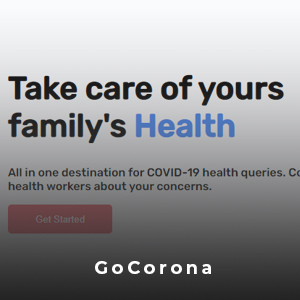 Take care of yours
family's Health
All in one destination for COVID-19 health queries.
health workers about your concerns.
Get Started
GoCorona